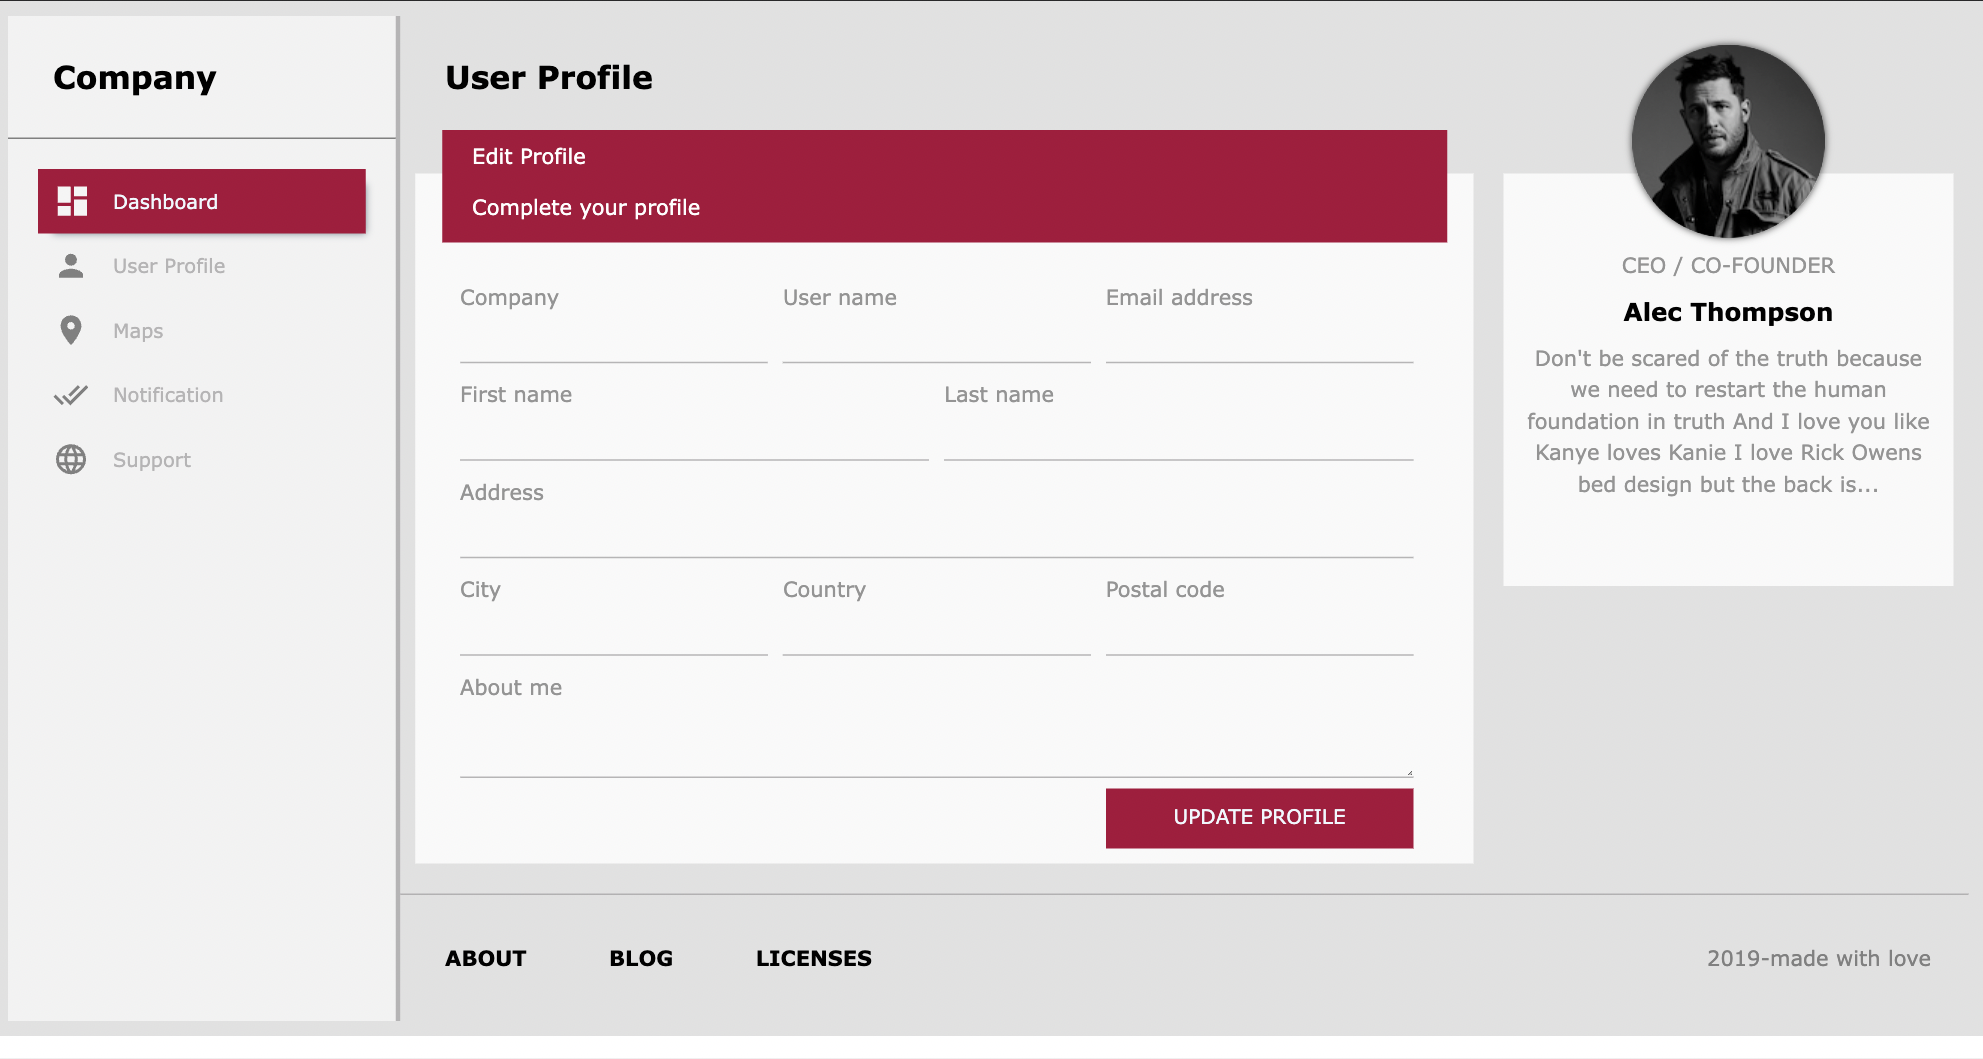 Company
Dashboard
User Profile
Maps
Notification
Support
User Profile
Edit Profile
Complete your profile
Company
User name
Email address
First name
Last name
Address
City
Country
Postal code
About me
UPDATE PROFILE
CEO / CO-FOUNDER
Alec Thompson
Don't be scared of the truth because
we need to restart the human
foundation in truth And I love you like
Kanye loves Kanie I love Rick Owens
bed design but the back is...
ABOUT
BLOG
LICENSES
2019-made with love